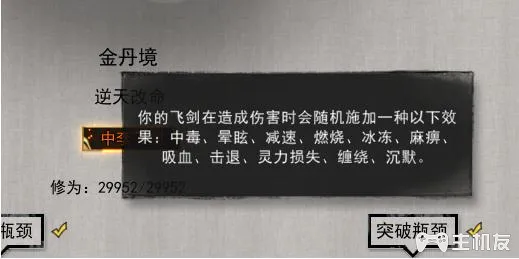 金丹境
逆天改命
你的飞剑在造成伤害时会随机施加一种以下效
果：中毒、晕眩、减速、燃烧、冰冻、麻痹、
吸血、击退、灵力损失、缠绕、沉默。
中
修为：29952/29952
瓶颈
突破瓶颈
主机友